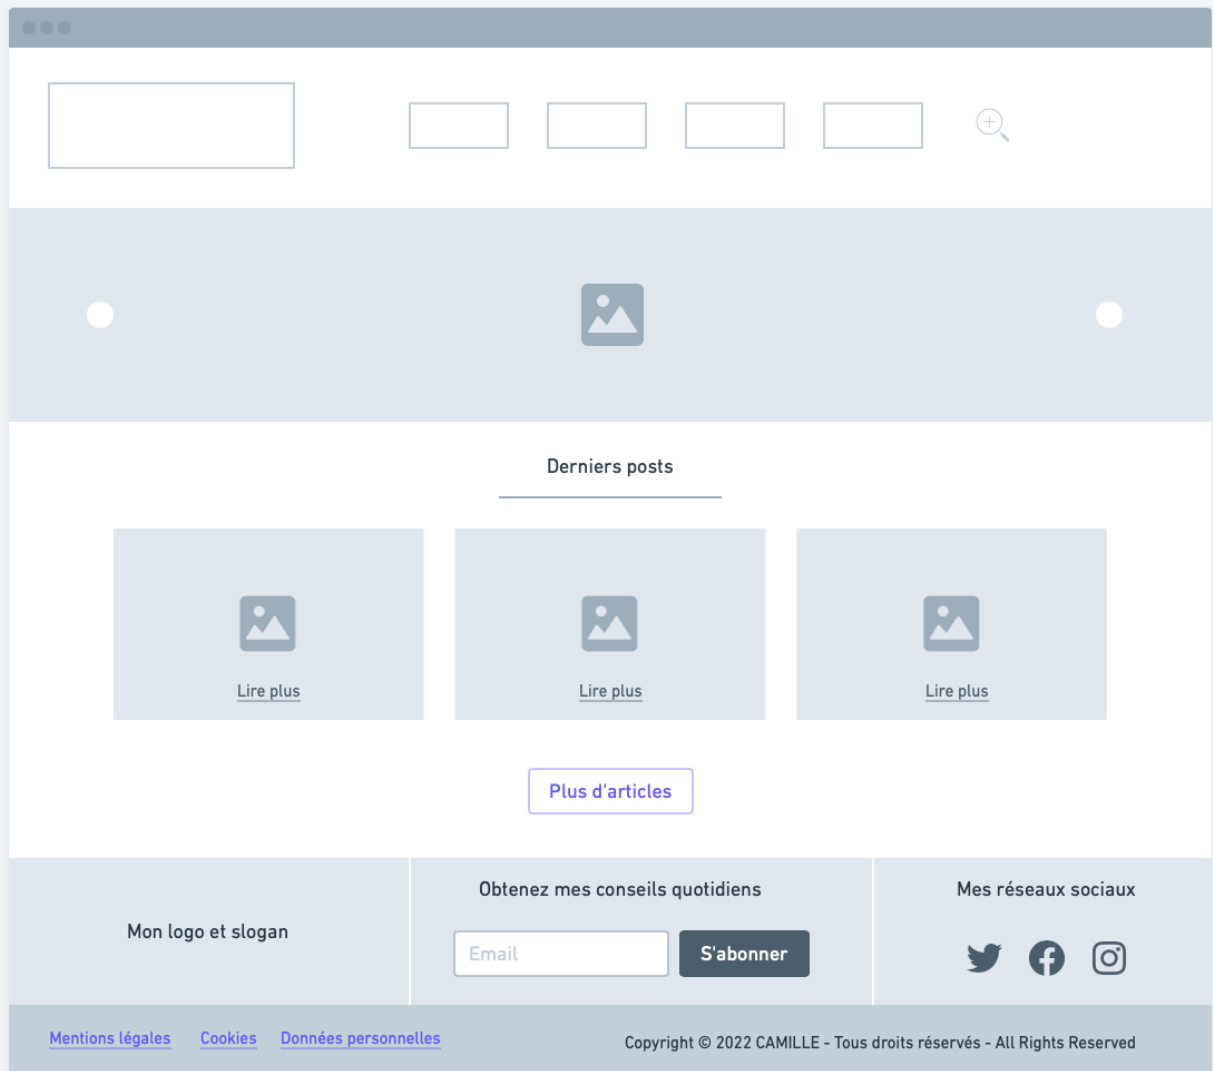 Derniers posts
Lire plus
Lire plus
Lire plus
Plus d'articles
Mon logo et slogan
Obtenez mes conseils quotidiens
Email
S'abonner
Mes réseaux sociaux
Mentions légales
Cookies
Données personnelles
Copyright © 2022 CAMILLE - Tous droits réservés - All Rights Reserved